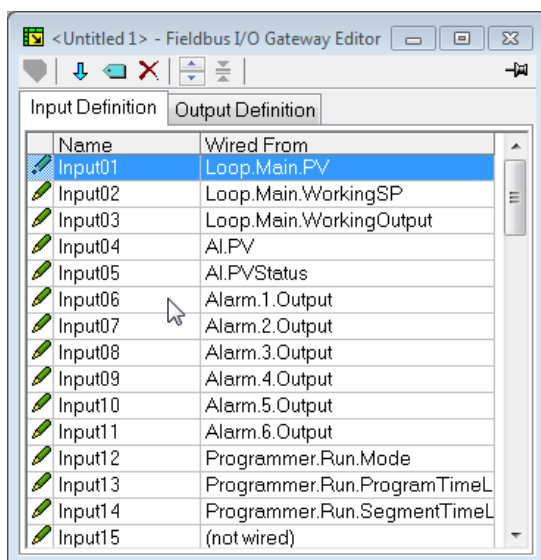 <Untitled 1> - Fieldbus I/O Gateway Editor
Input Definition Output Definition
Name Wired From
Input01 Loop.Main.PV
Input02 Loop.Main.WorkingSP
Input03 Loop.Main.WorkingOutput
Input04 AI.PV
Input05 AI.PVStatus
Input06 Alarm.1.Output
Input07 Alarm.2.Output
Input08 Alarm.3.Output
Input09 Alarm.4.Output
Input10 Alarm.5.Output
Input11 Alarm.6.Output
Input12 Programmer.Run.Mode
Input13 Programmer.Run.ProgramTimeL
Input14 Programmer.Run.SegmentTimeL
Input15 (not wired)